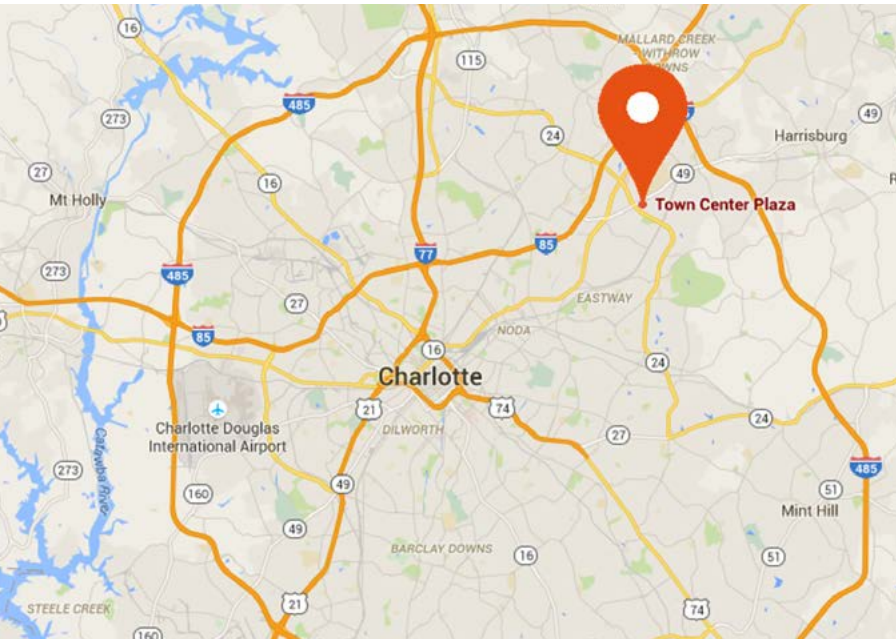 16
MALLARD CREEK
- WITHROW
485
115
273
24
49
Harrisburg
27
16
49
Mt Holly
Town Center Plaza
77
85
273
485
27
EASTWAY
NODA
85
16
24
Charlotte
21
74
24
Charlotte Douglas
International Airport
DILWORTH
27
Catawba River
273
485
160
49
51
Mint Hill
49
BARCLAY DOWNS
16
51
STEELE CREEK
21
74
160